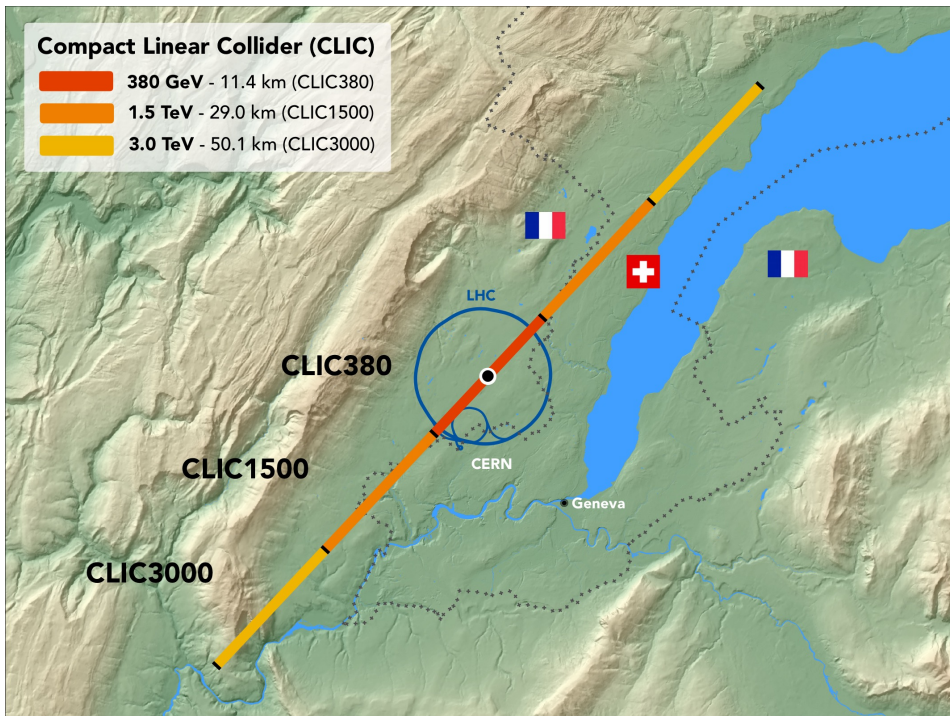 Compact Linear Collider (CLIC)
380 GeV - 11.4 km (CLIC380)
1.5 TeV - 29.0 km (CLIC1500)
3.0 TeV - 50.1 km (CLIC3000)
LHC
CLIC380
CLIC1500
CERN
Geneva
CLIC3000